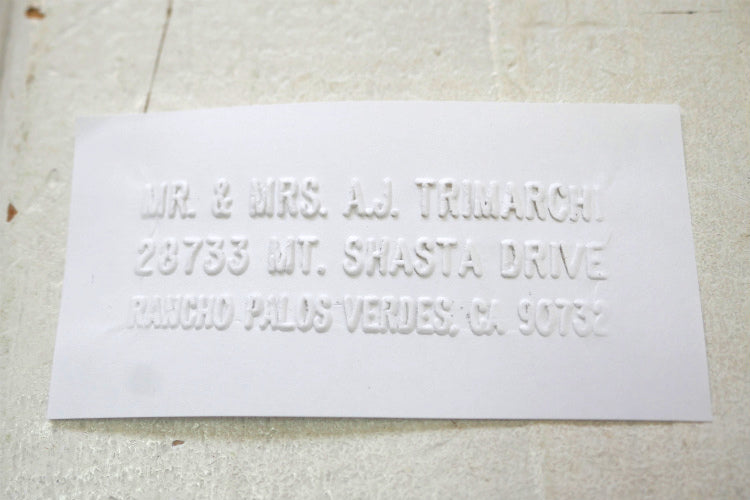 MR. & MRS. A.J. TRIMARCHI
28733 MT. SHASTA DRIVE
RANCHO PALOS VERDES, CA. 90732